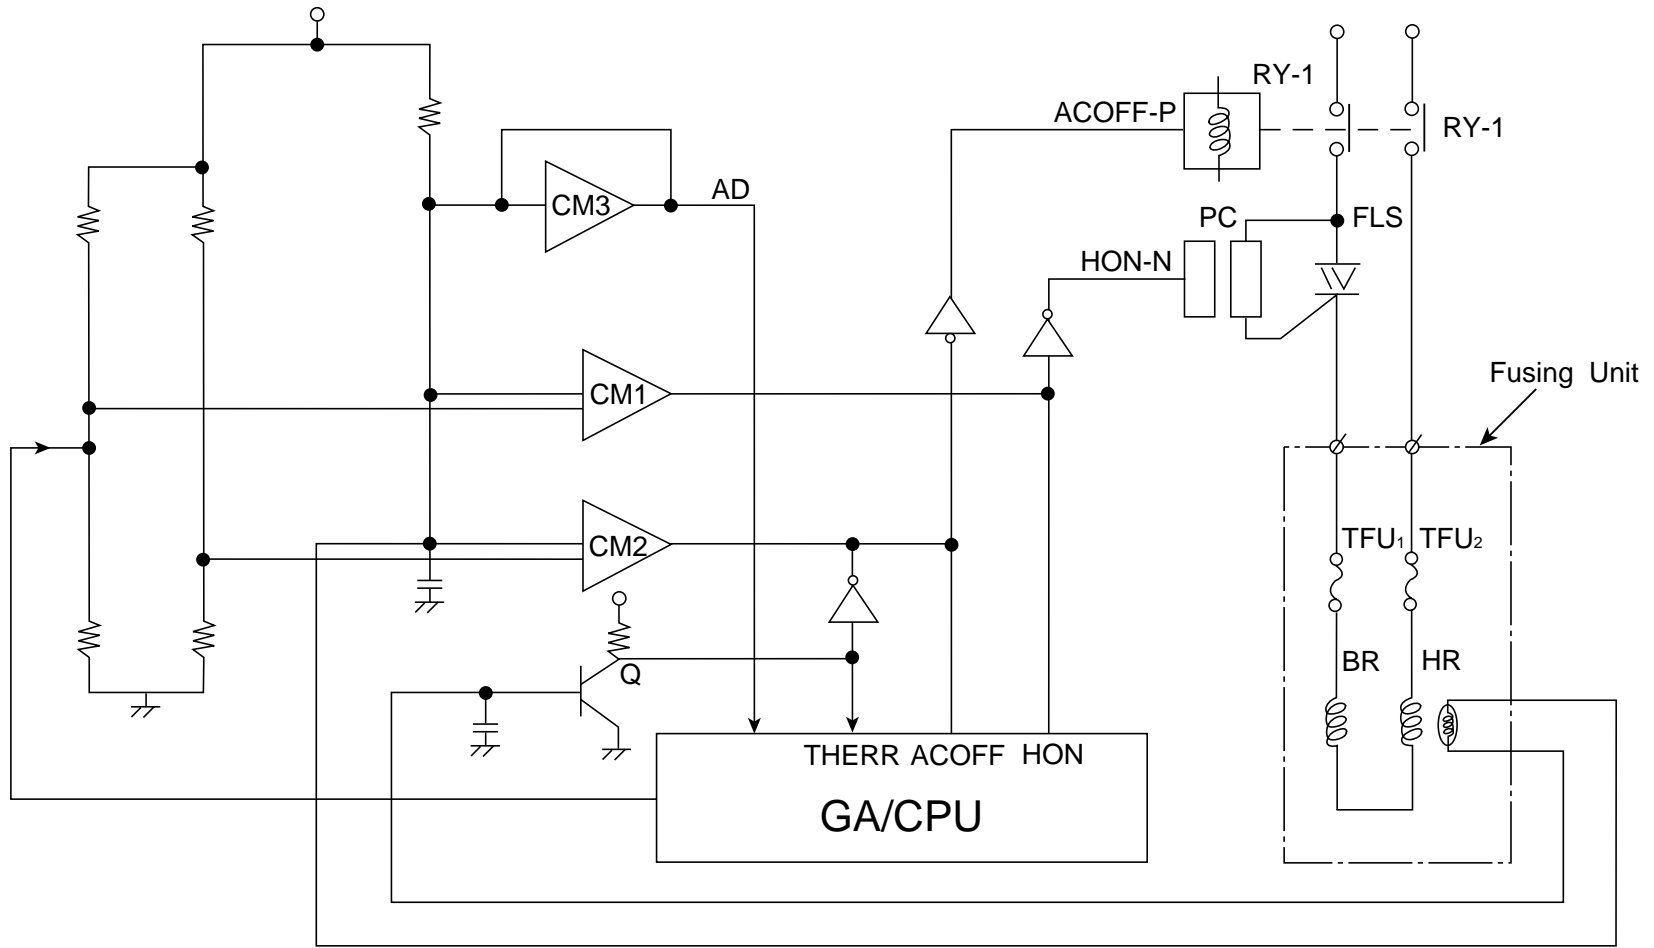 RY-1
ACOFF-P
RY-1
CM3
AD
PC
FLS
HON-N
CM1
Fusing Unit
CM2
TFU₁
TFU₂
Q
BR
HR
THERR ACOFF HON
GA/CPU